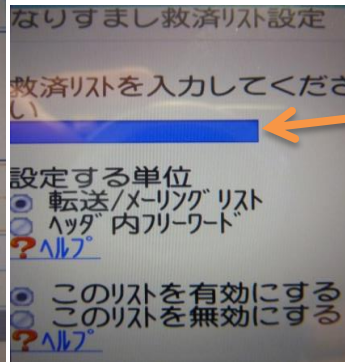 なりすまし救済リスト設定
救済リストを入力してくださ
い
設定する単位
転送/メーリングリスト
ヘッダ内フリーワード
?ヘルプ
このリストを有効にする
このリストを無効にする
?ヘルプ